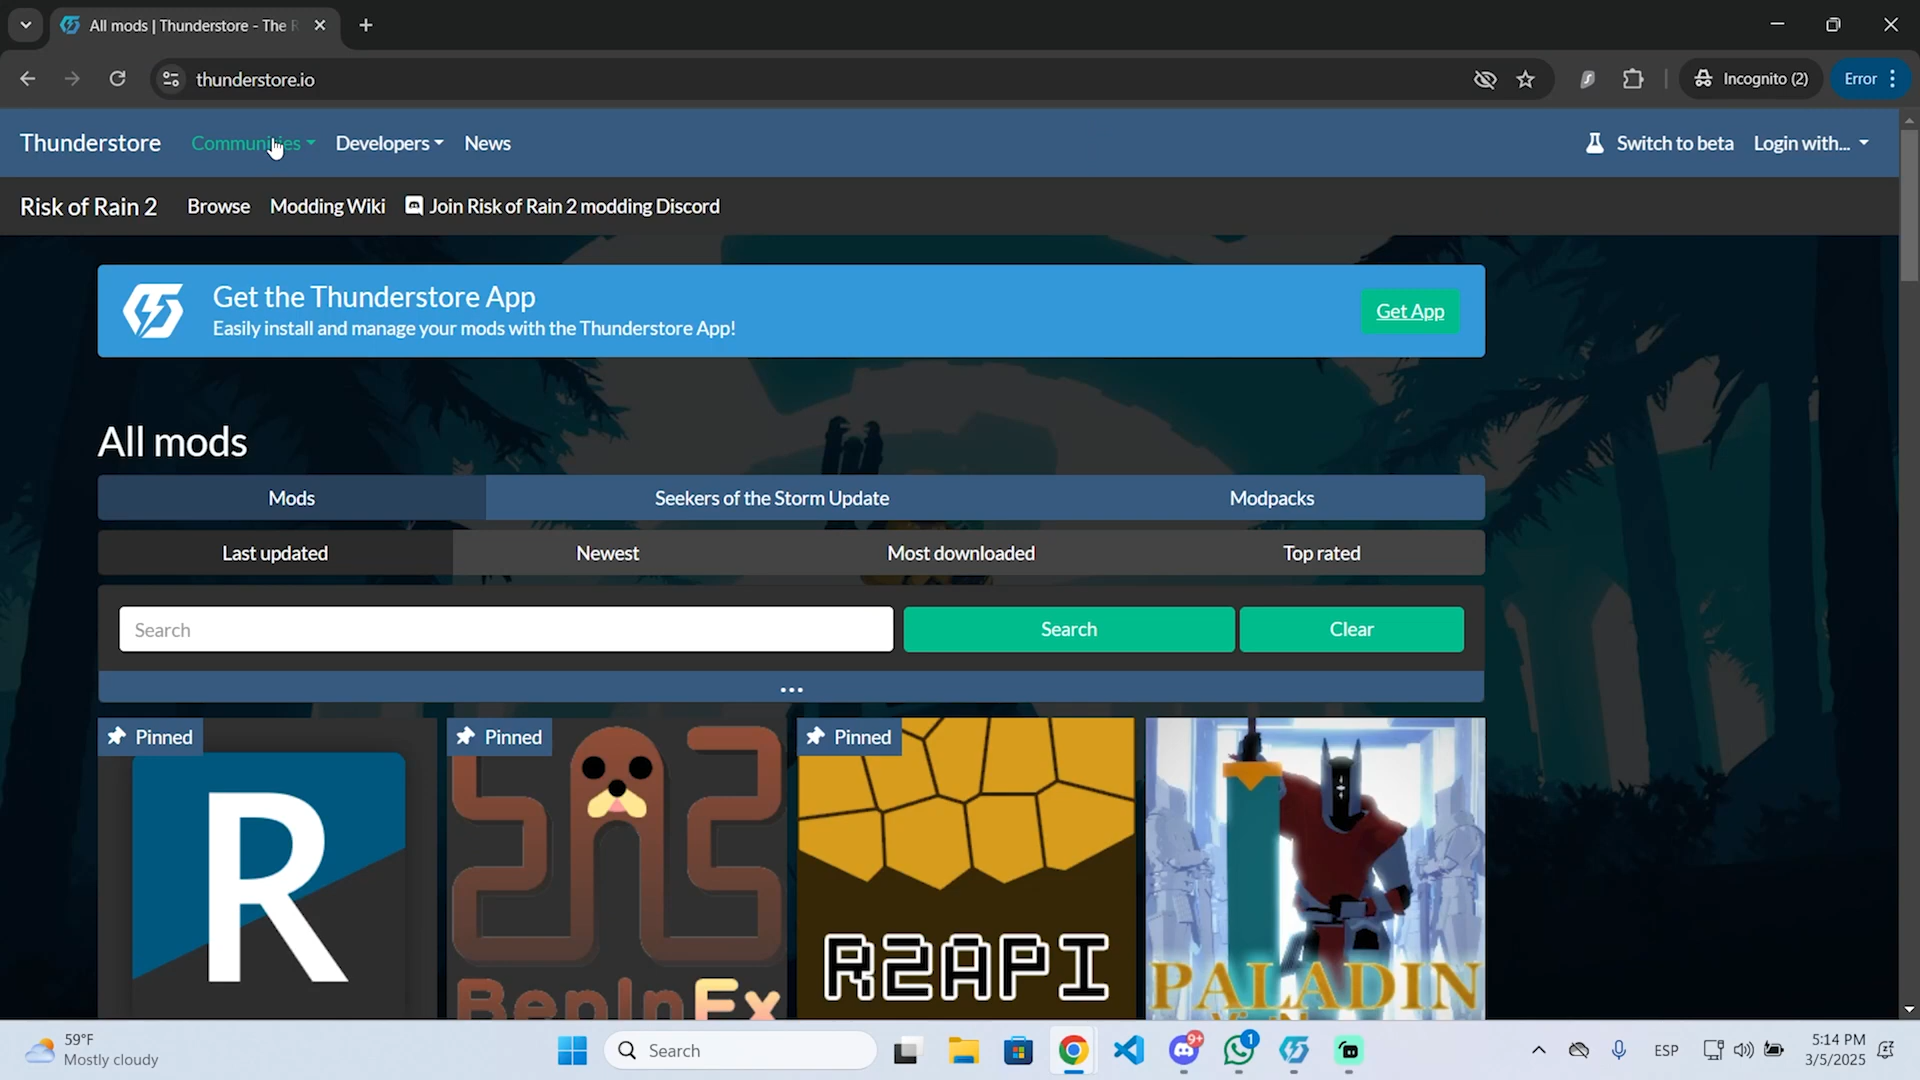 All mods | Thunderstore - The R
thunderstore.io
Incognito (2)
Error
Thunderstore
Communities
Developers
News
Switch to beta
Login with...
Risk of Rain 2
Browse
Modding Wiki
Join Risk of Rain 2 modding Discord
Get the Thunderstore App
Easily install and manage your mods with the Thunderstore App!
Get App
All mods
Mods
Seekers of the Storm Update
Modpacks
Last updated
Newest
Most downloaded
Top rated
Search
Search
Clear
...
Pinned
Pinned
Pinned
R
BepInEx
R2API
PALADIN
59°F
Mostly cloudy
Search
9+
1
ESP
5:14 PM
3/5/2025